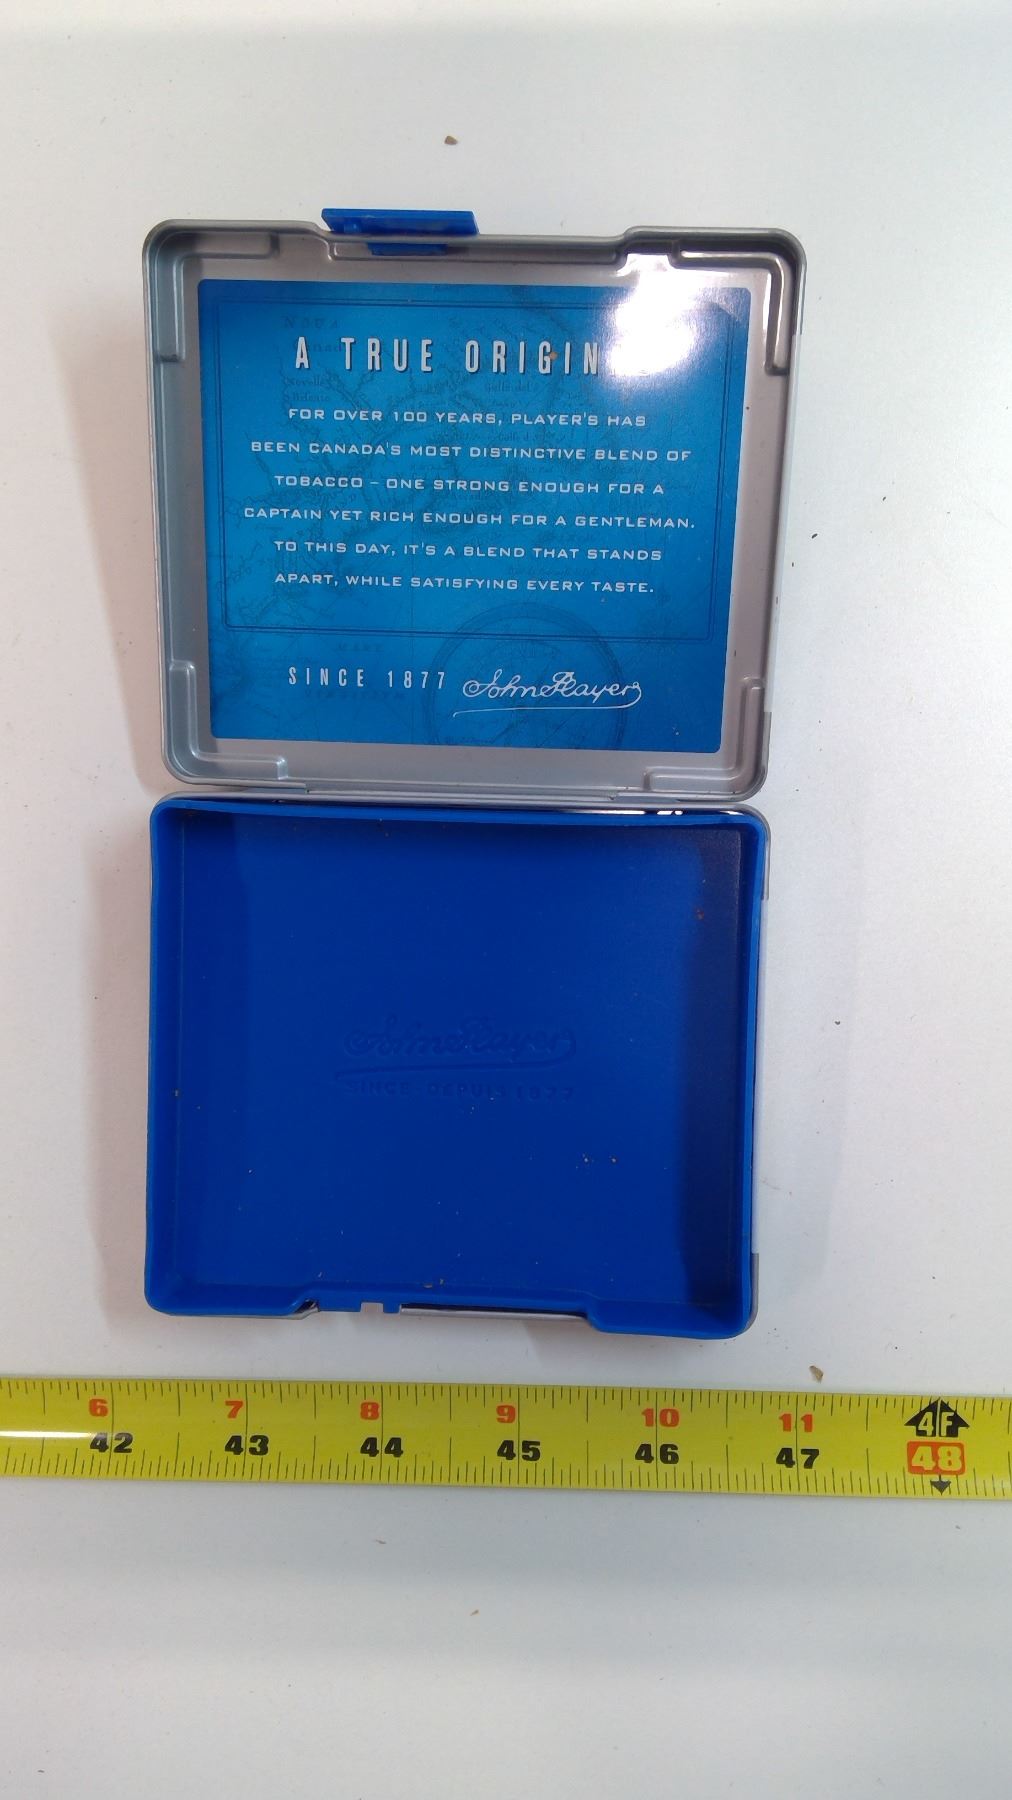 A TRUE ORIGIN
FOR OVER 100 YEARS, PLAYER'S HAS
BEEN CANADA'S MOST DISTINCTIVE BLEND OF
TOBACCO – ONE STRONG ENOUGH FOR A
CAPTAIN YET RICH ENOUGH FOR A GENTLEMAN.
TO THIS DAY, IT'S A BLEND THAT STANDS
APART, WHILE SATISFYING EVERY TASTE.
SINCE 1877 John Player
John Player
SINCE·DEPUIS 1877
6 7 8 9 10 11 4F
42 43 44 45 46 47 48